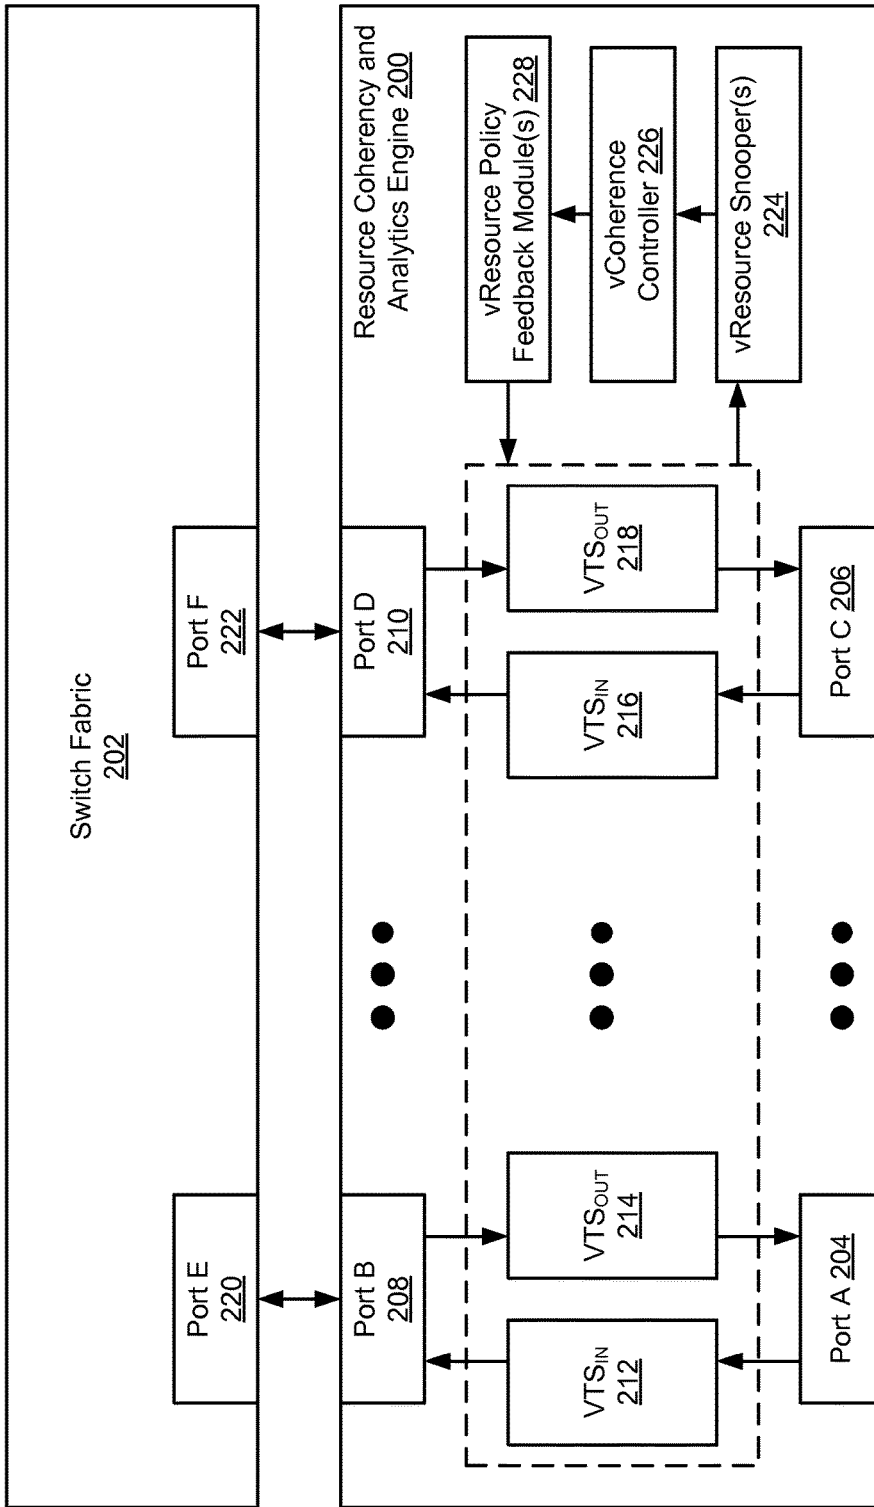 Switch Fabric
202
Port E
220
Port F
222
Resource Coherency and
Analytics Engine 200
Port B
208
Port D
210
vResource Policy
Feedback Module(s) 228
VTSIN
212
VTSOUT
214
VTSIN
216
VTSOUT
218
vCoherence
Controller 226
vResource Snooper(s)
224
Port A 204
Port C 206